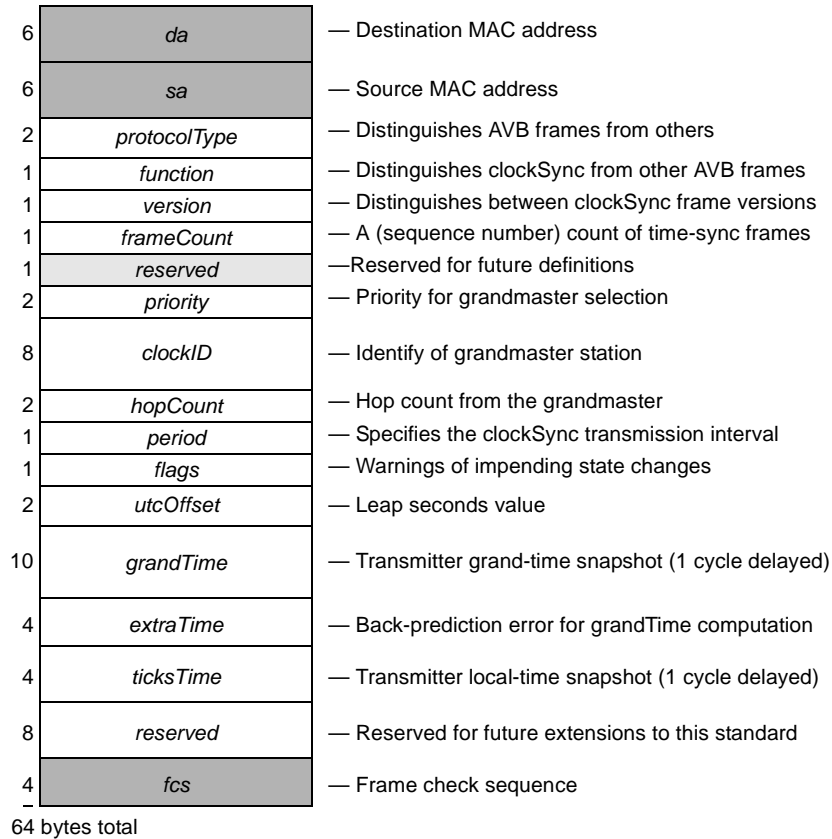 6 da — Destination MAC address
6 sa — Source MAC address
2 protocolType — Distinguishes AVB frames from others
1 function — Distinguishes clockSync from other AVB frames
1 version — Distinguishes between clockSync frame versions
1 frameCount — A (sequence number) count of time-sync frames
1 reserved —Reserved for future definitions
2 priority — Priority for grandmaster selection
8 clockID — Identify of grandmaster station
2 hopCount — Hop count from the grandmaster
1 period — Specifies the clockSync transmission interval
1 flags — Warnings of impending state changes
2 utcOffset — Leap seconds value
10 grandTime — Transmitter grand-time snapshot (1 cycle delayed)
4 extraTime — Back-prediction error for grandTime computation
4 ticksTime — Transmitter local-time snapshot (1 cycle delayed)
8 reserved — Reserved for future extensions to this standard
4 fcs — Frame check sequence
64 bytes total